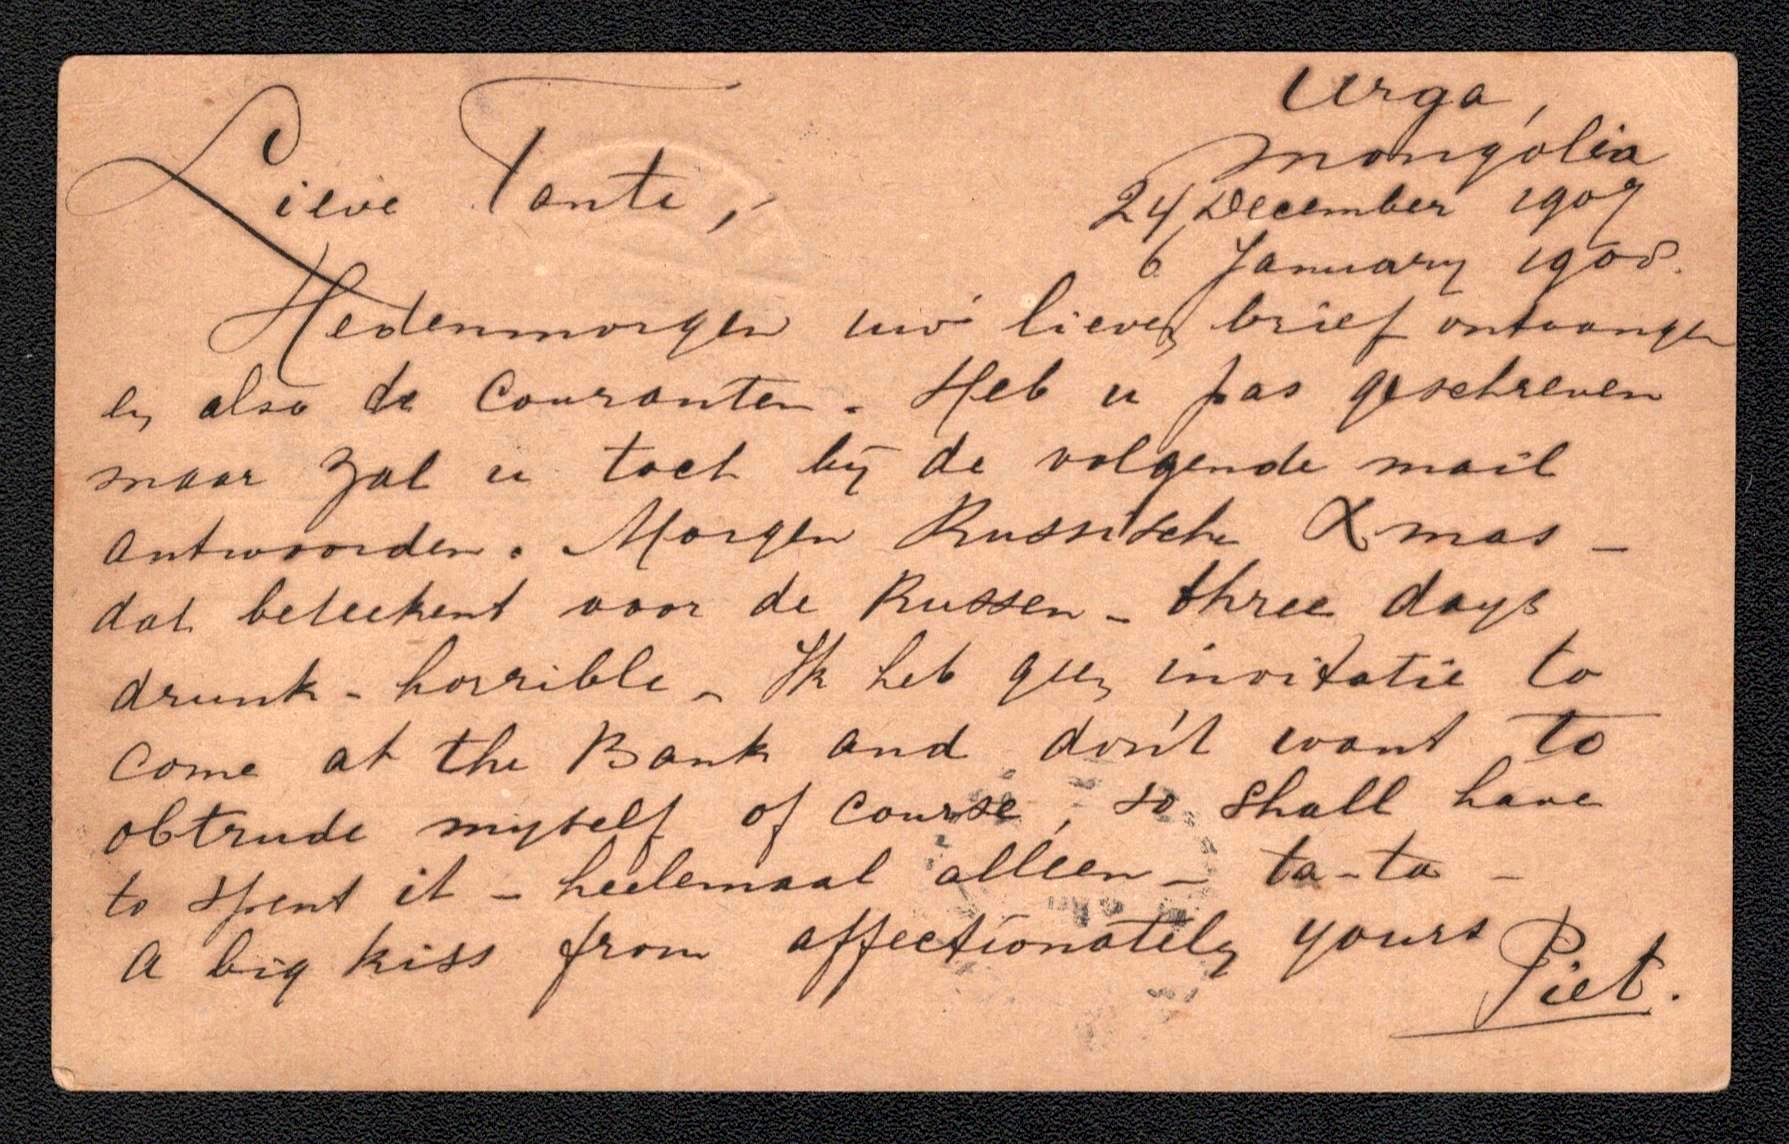 Urga,
Mongolia
24 December 1907
6 January 1908.
Lieve Tante,
Hedenmorgen uw lieven brief ontvangen
en also de Couranten. Heb u pas geschreven
maar zal u toch bij de volgende mail
antwoorden. Morgen Russische Xmas –
dat beteekent voor de Russen – three days
drunk – horrible – Ik heb geen invitatie to
come at the Bank and don't want to
obtrude myself of course, so shall have
to spent it – heelemaal alleen – ta-ta –
A big kiss from affectionately yours
Piet.